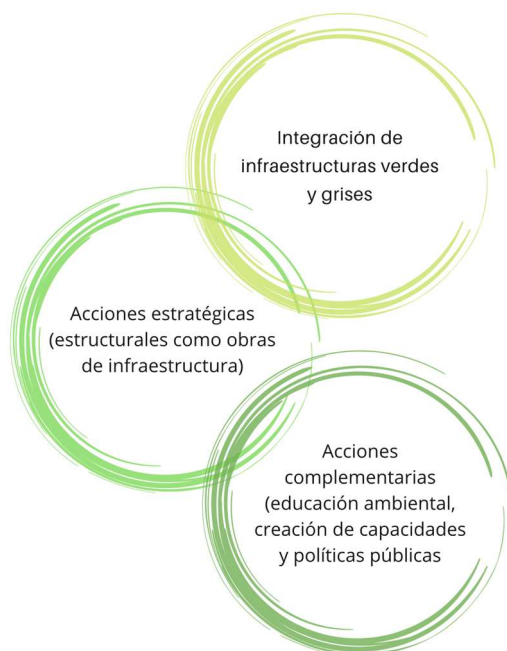 Integración de
infraestructuras verdes
y grises
Acciones estratégicas
(estructurales como obras
de infraestructura)
Acciones
complementarias
(educación ambiental,
creación de capacidades
y políticas públicas